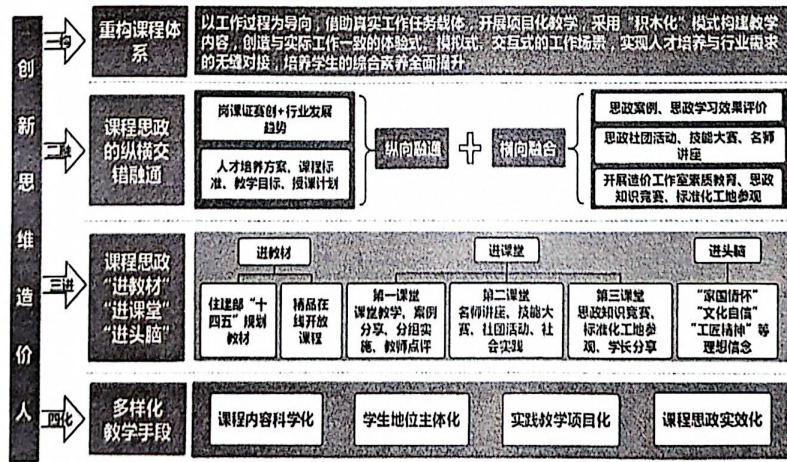 创新思维造价人
重构课程体
系
以工作过程为导向，借助真实工作任务载体，开展项目化教学，采用“积木化”模式构建教学
内容，创造与实际工作一致的体验式、模拟式、交互式的工作场景，实现人才培养与行业需求
的无缝对接，培养学生的综合素养全面提升。
二融
课程思政
的纵横交
错融通
岗课证赛创+行业发展
趋势
人才培养方案、课程标
准、教学目标、授课计划
纵向融通
+
横向融合
思政案例、思政学习效果评价
思政社团活动、技能大赛、名师
讲座
开展造价工作室素质教育、思政
知识竞赛、标准化工地参观
三进
课程思政
“进教材”
“进课堂”
“进头脑”
进教材
住建部“十
四五”规划
教材
精品在
线开放
课程
进课堂
第一课堂
课堂教学、案例
分享、分组实
施、教师点评
第二课堂
名师讲座、技能大
赛、社团活动、社
会实践
第三课堂
思政知识竞赛、
标准化工地参
观、学长分享
进头脑
“家国情怀”
“文化自信”
“工匠精神”等
理想信念
四化
多样化
教学手段
课程内容科学化
学生地位主体化
实践教学项目化
课程思政实效化